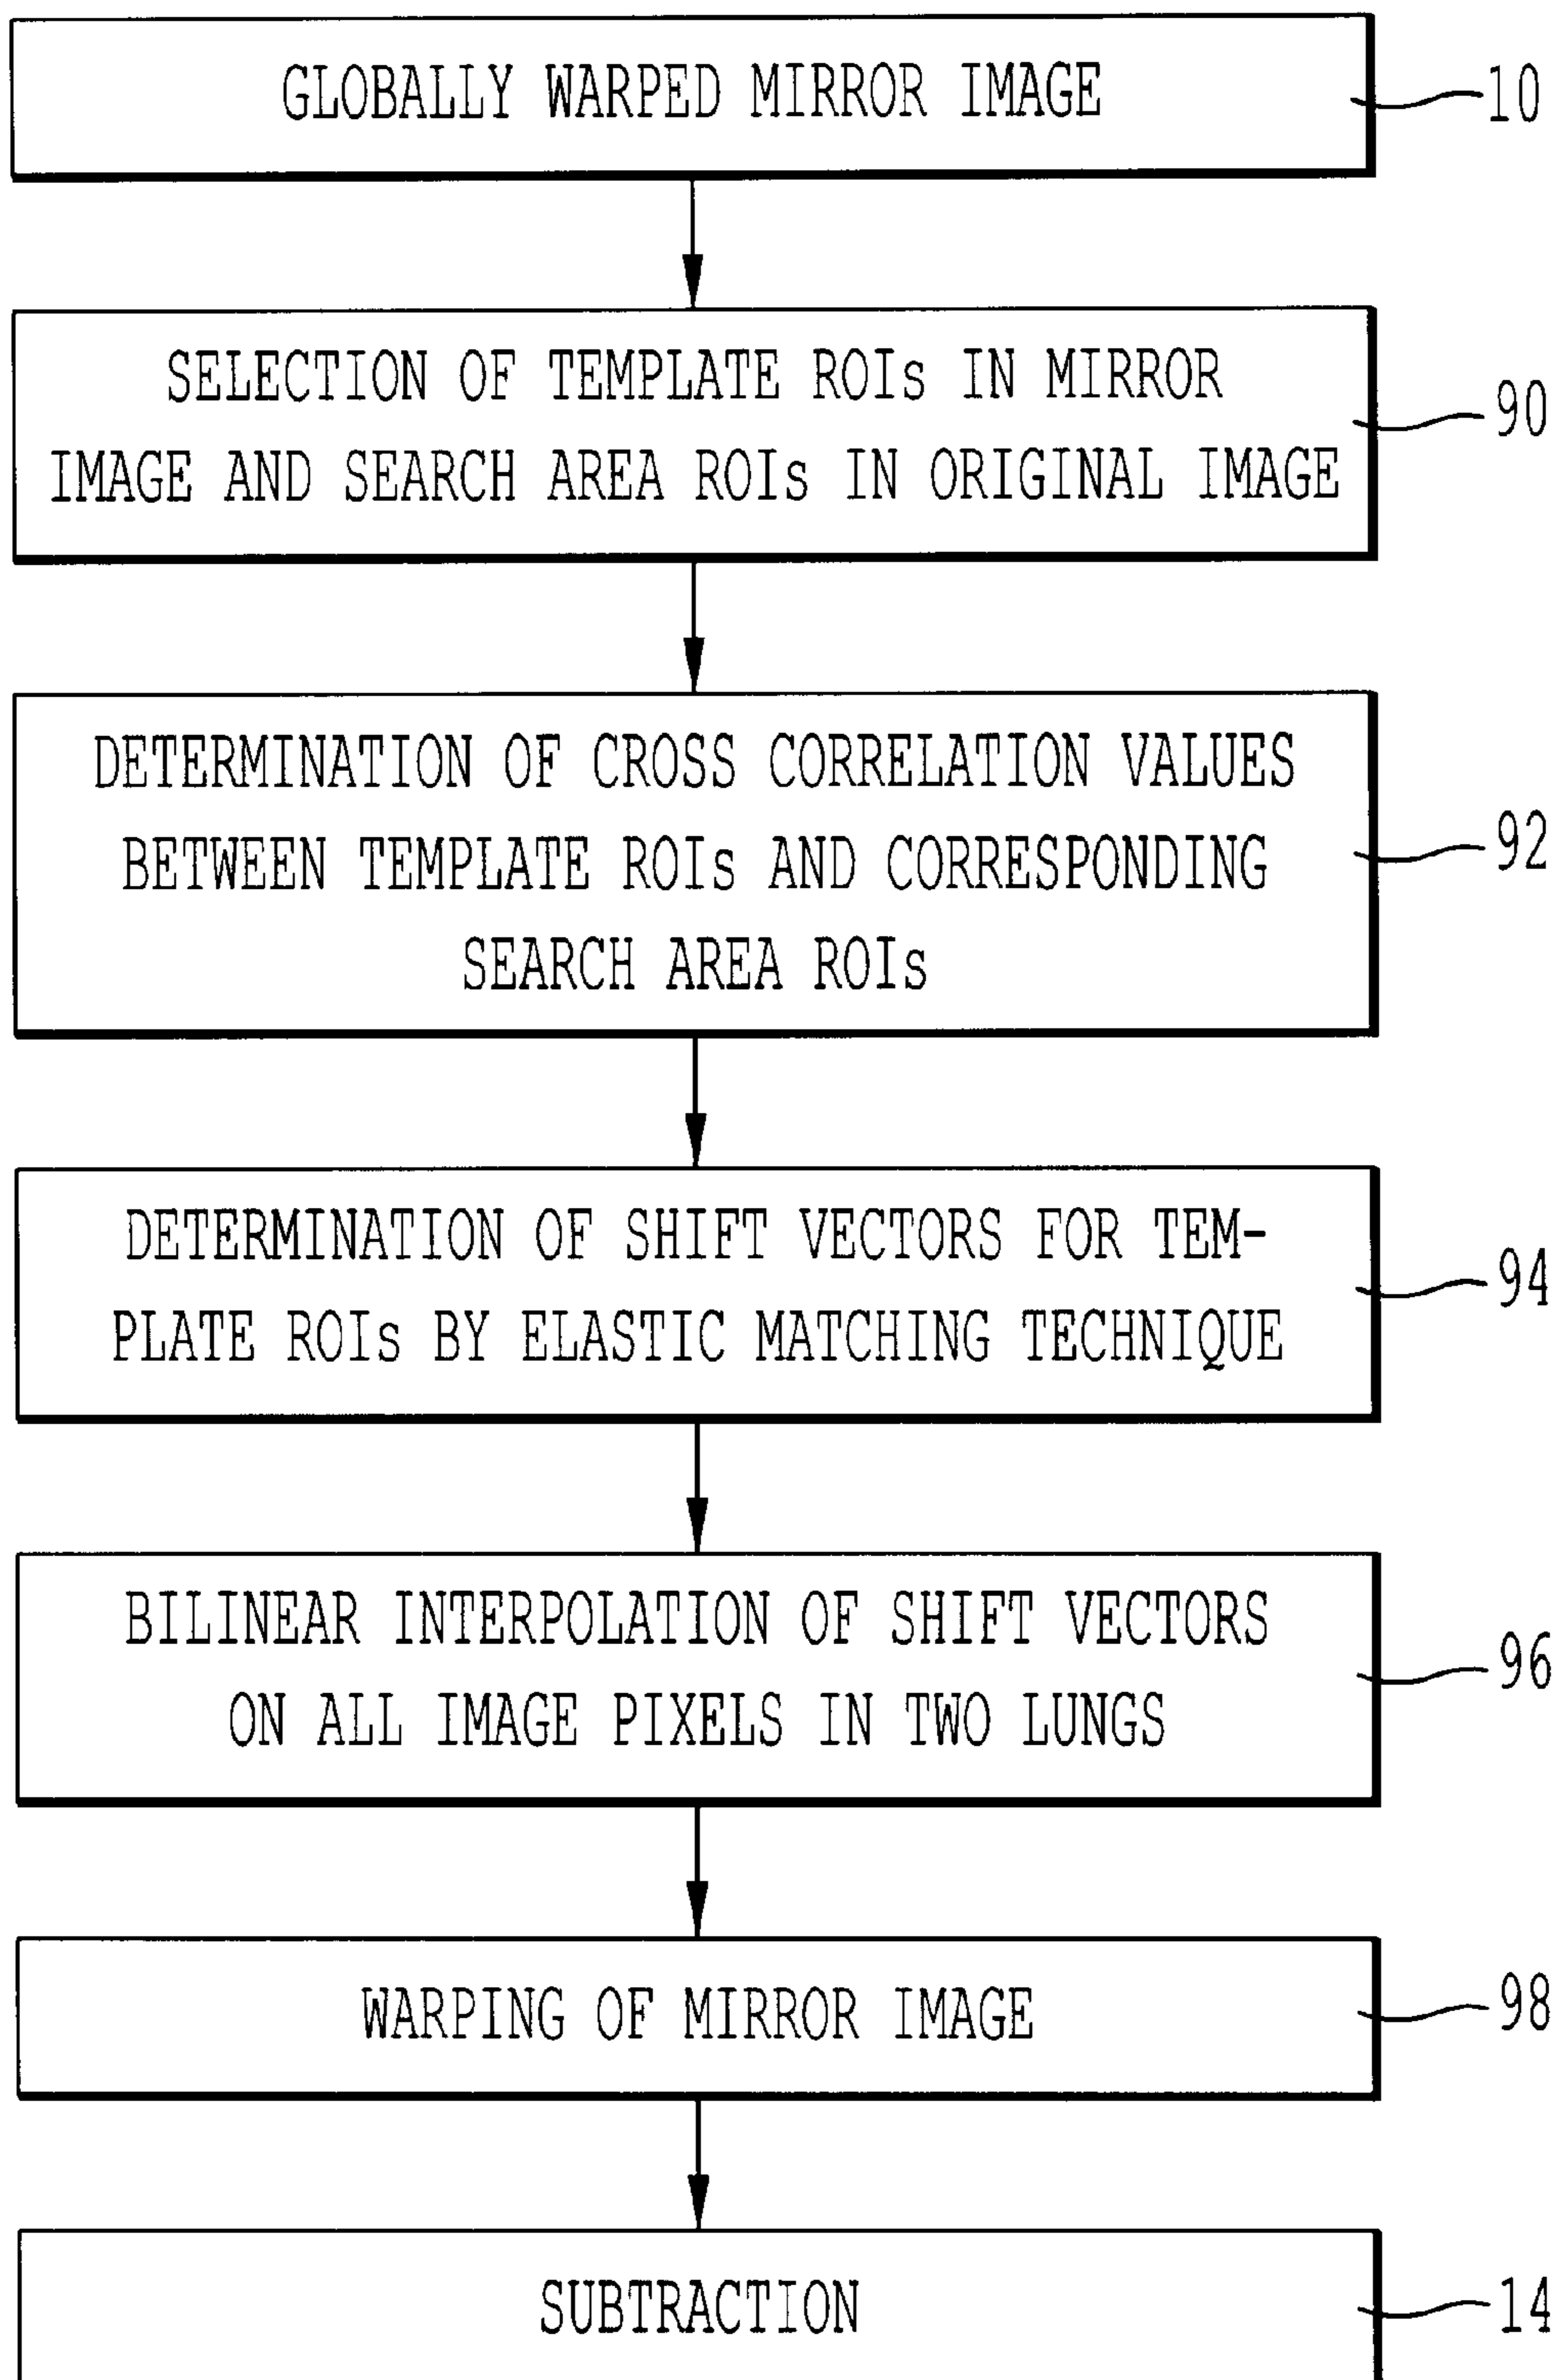 GLOBALLY WARPED MIRROR IMAGE
10
SELECTION OF TEMPLATE ROIs IN MIRROR
IMAGE AND SEARCH AREA ROIs IN ORIGINAL IMAGE
90
DETERMINATION OF CROSS CORRELATION VALUES
BETWEEN TEMPLATE ROIs AND CORRESPONDING
SEARCH AREA ROIs
92
DETERMINATION OF SHIFT VECTORS FOR TEM-
PLATE ROIs BY ELASTIC MATCHING TECHNIQUE
94
BILINEAR INTERPOLATION OF SHIFT VECTORS
ON ALL IMAGE PIXELS IN TWO LUNGS
96
WARPING OF MIRROR IMAGE
98
SUBTRACTION
14